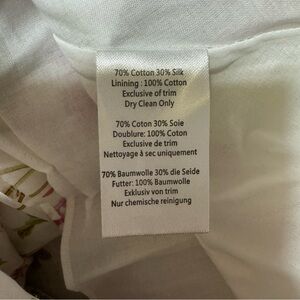 70% Cotton 30% Silk
Linining : 100% Cotton
Exclusive of trim
Dry Clean Only
70% Coton 30% Soie
Doublure: 100% Coton
Exclusive de trim
Nettoyage à sec uniquement
70% Baumwolle 30% die Seide
Futter: 100% Baumwolle
Exklusiv von trim
Nur chemische reinigung